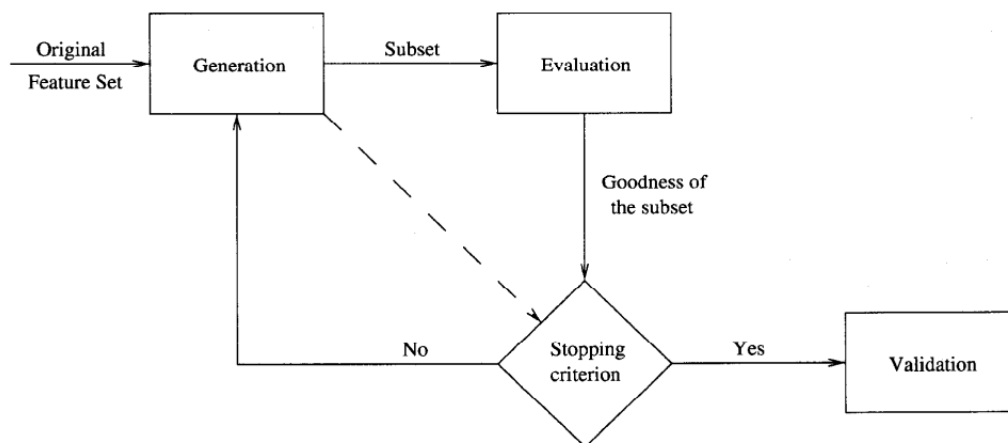 Original
Feature Set
Generation
Subset
Evaluation
Goodness of
the subset
No
Stopping
criterion
Yes
Validation